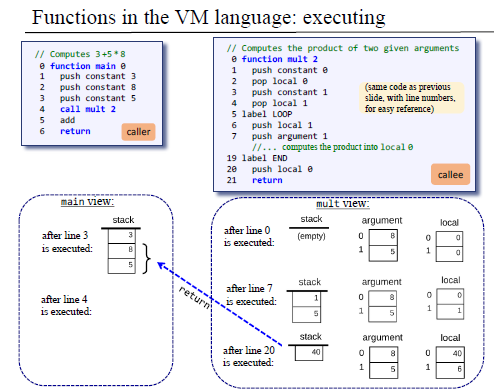 Functions in the VM language: executing
// Computes 3+5*8
0 function main 0
1 push constant 3
2 push constant 8
3 push constant 5
4 call mult 2
5 add
6 return
caller
// Computes the product of two given arguments
0 function mult 2
1 push constant 0
2 pop local 0
3 push constant 1
4 pop local 1
5 label LOOP
6 push local 1
7 push argument 1
//... computes the product into local 0
19 label END
20 push local 0
21 return
(same code as previous
slide, with line numbers,
for easy reference)
callee
main view:
stack
after line 3
is executed:
3
8
5
after line 4
is executed:
return
mult view:
after line 0
is executed:
stack
(empty)
argument
0 8
1 5
local
0 0
1 0
after line 7
is executed:
stack
1
5
argument
0 8
1 5
local
0 0
1 1
after line 20
is executed:
stack
40
argument
0 8
1 5
local
0 40
1 6